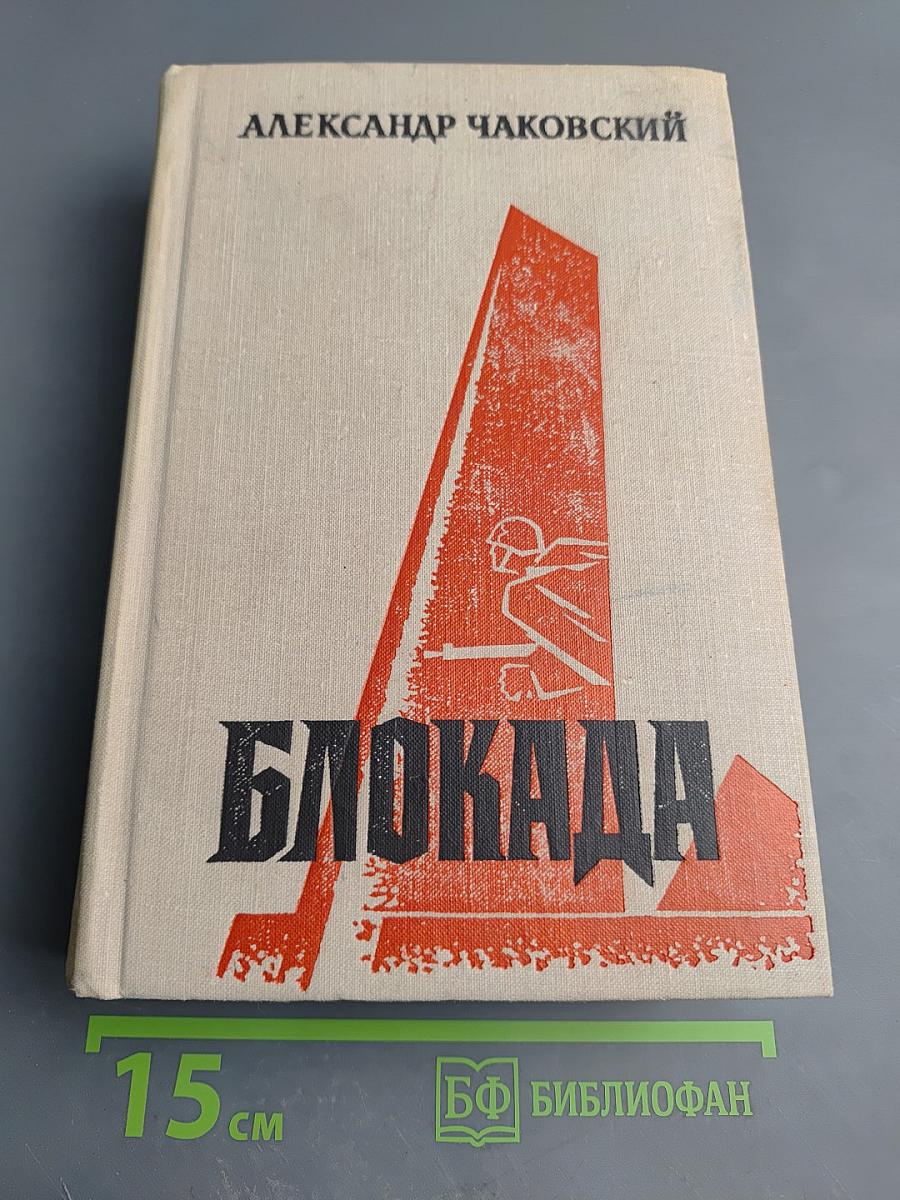 АЛЕКСАНДР ЧАКОВСКИЙ
БЛОКАДА
15 см
БФ БИБЛИОФАН